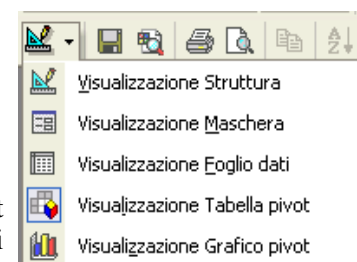 Visualizzazione Struttura
Visualizzazione Maschera
Visualizzazione Foglio dati
Visualizzazione Tabella pivot
Visualizzazione Grafico pivot